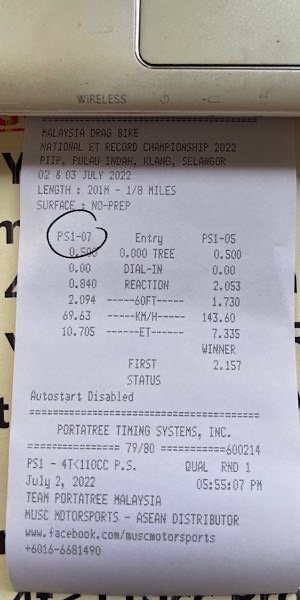 WIRELESS
MALAYSIA DRAG BIKE
NATIONAL ET RECORD CHAMPIONSHIP 2022
PIIP, PULAU INDAH, KLANG, SELANGOR
02 & 03 JULY 2022
LENGTH : 201M - 1/8 MILES
SURFACE : NO-PREP
PS1-07 Entry PS1-05
0.500 0.000 TREE 0.500
0.00 DIAL-IN 0.00
0.840 REACTION 2.053
2.094 ------60FT------ 1.730
69.63 ------KM/H------ 143.60
10.705 ------ET------ 7.335
WINNER
FIRST 2.157
STATUS
Autostart Disabled
PORTATREE TIMING SYSTEMS, INC.
============ 79/80 ===========600214
PS1 - 4T<110CC P.S. QUAL RND 1
July 2, 2022 05:55:07 PM
TEAM PORTATREE MALAYSIA
MUSC MOTORSPORTS - ASEAN DISTRIBUTOR
www.facebook.com/muscmotorsports
+6016-6681490